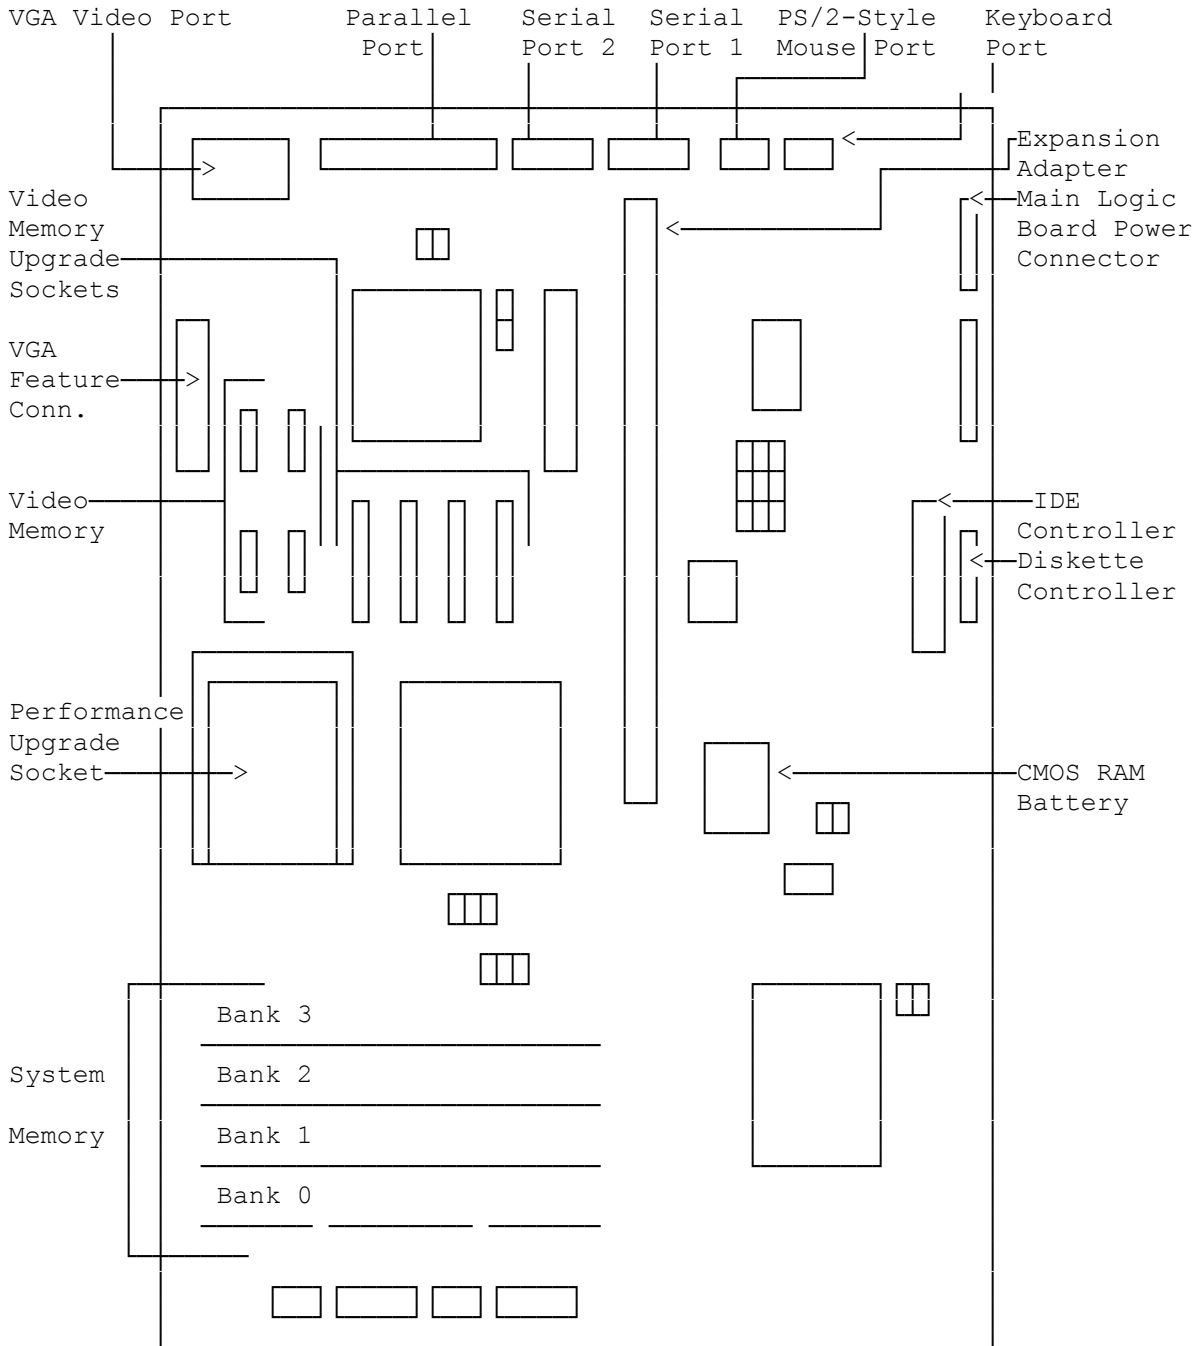 VGA Video Port Parallel Serial Serial PS/2-Style Keyboard
Port Port 2 Port 1 Mouse Port Port
Expansion
Adapter
Video Main Logic
Memory Board Power
Upgrade Connector
Sockets
VGA
Feature
Conn.
Video IDE
Memory Controller
Diskette
Controller
Performance
Upgrade
Socket CMOS RAM
Battery
Bank 3
System Bank 2
Memory Bank 1
Bank 0